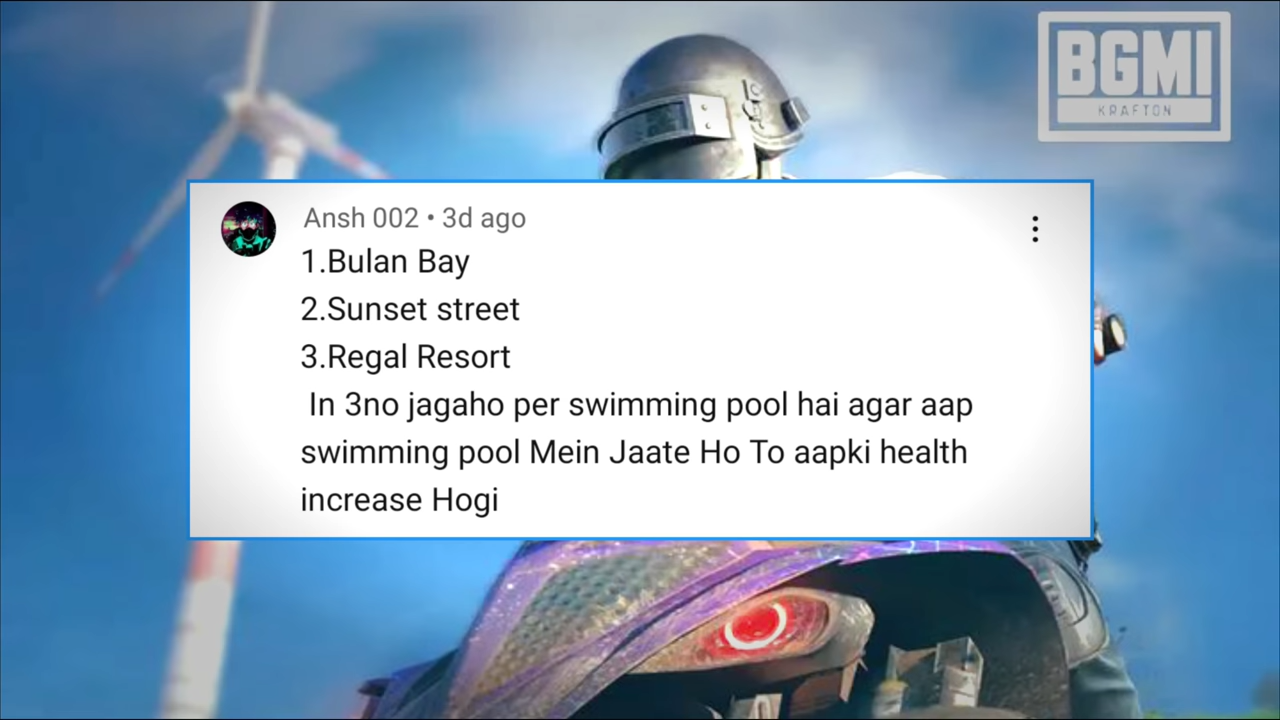 BGMI
KRAFTON
Ansh 002 • 3d ago
1.Bulan Bay
2.Sunset street
3.Regal Resort
In 3no jagaho per swimming pool hai agar aap
swimming pool Mein Jaate Ho To aapki health
increase Hogi